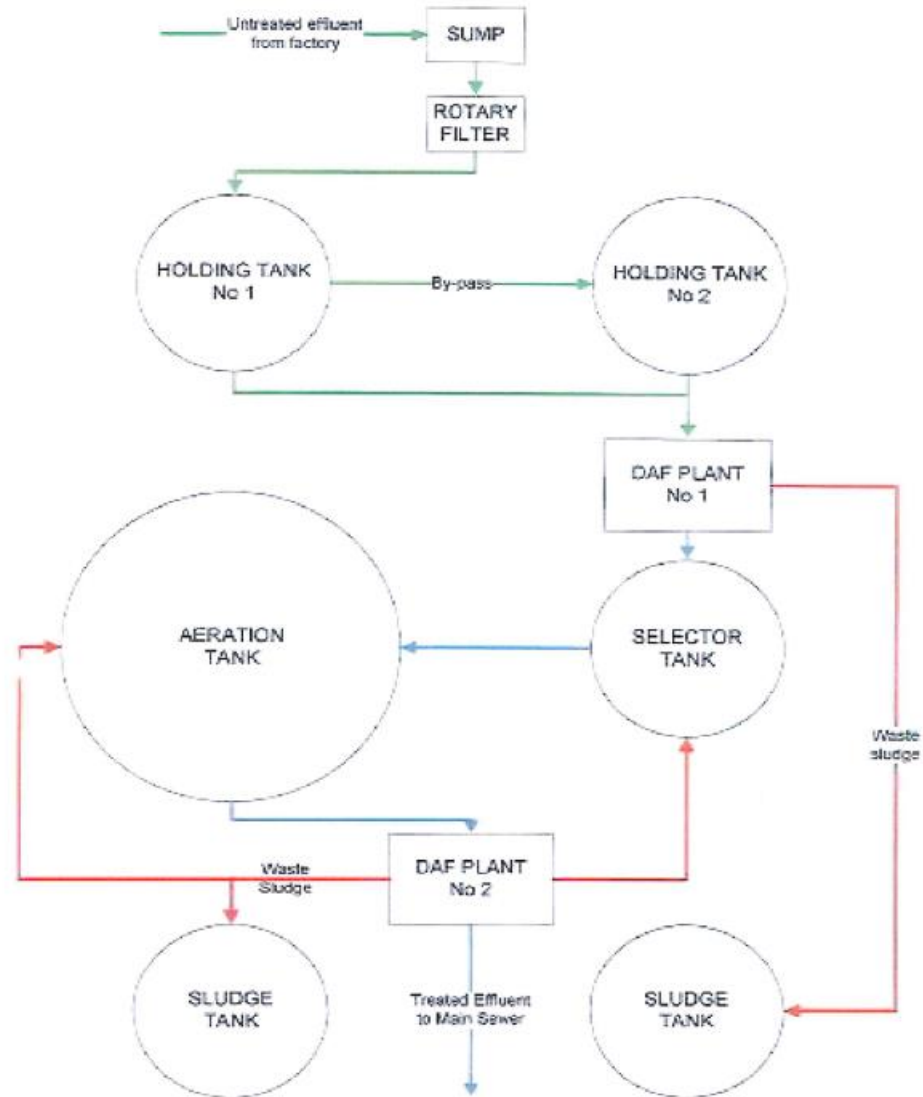 Untreated effluent
from factory
SUMP
ROTARY
FILTER
HOLDING TANK
No 1
By-pass
HOLDING TANK
No 2
DAF PLANT
No 1
AERATION
TANK
SELECTOR
TANK
Waste
sludge
Waste
Sludge
DAF PLANT
No 2
SLUDGE
TANK
Treated Effluent
to Main Sewer
SLUDGE
TANK